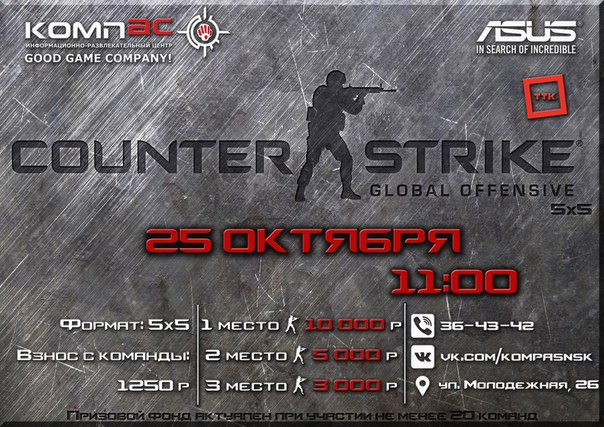 КОМПАС
ИНФОРМАЦИОННО-РАЗВЛЕКАТЕЛЬНЫЙ ЦЕНТР
GOOD GAME COMPANY!
ASUS
IN SEARCH OF INCREDIBLE
ТТК
COUNTER STRIKE®
GLOBAL OFFENSIVE
5x5
25 ОКТЯБРЯ
11:00
Формат: 5x5
Взнос с команды:
1250 р
1 место 10 000 р
2 место 5 000 р
3 место 3 000 р
36-43-42
vk.com/kompasnsk
ул. Молодежная, 2Б
Призовой фонд актуален при участии не менее 20 команд